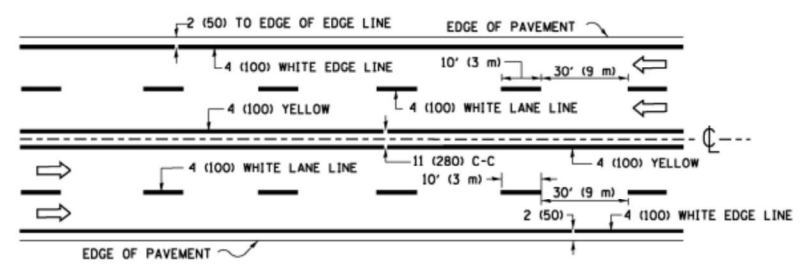 2 (50) TO EDGE OF EDGE LINE
EDGE OF PAVEMENT
4 (100) WHITE EDGE LINE
10' (3 m)
30' (9 m)
4 (100) YELLOW
4 (100) WHITE LANE LINE
℄
4 (100) WHITE LANE LINE
11 (280) C-C
4 (100) YELLOW
10' (3 m)
30' (9 m)
2 (50)
4 (100) WHITE EDGE LINE
EDGE OF PAVEMENT